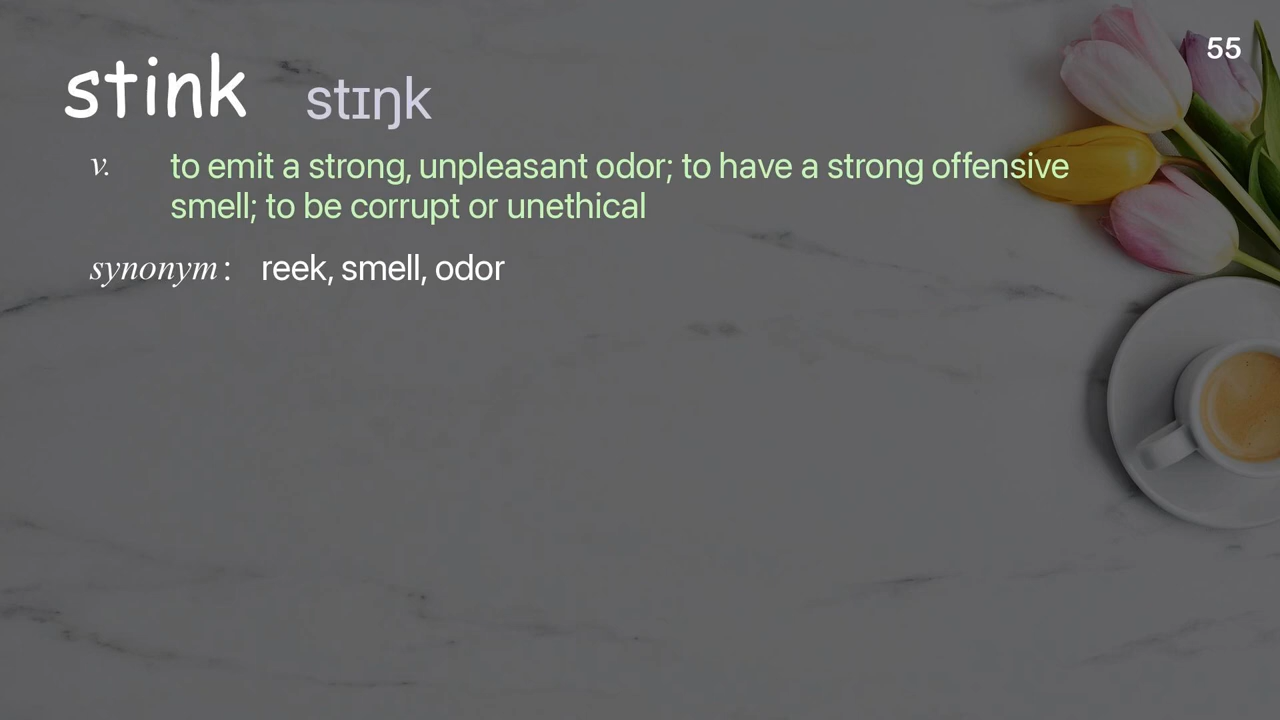 55
stink stɪŋk
v. to emit a strong, unpleasant odor; to have a strong offensive
smell; to be corrupt or unethical
synonym: reek, smell, odor